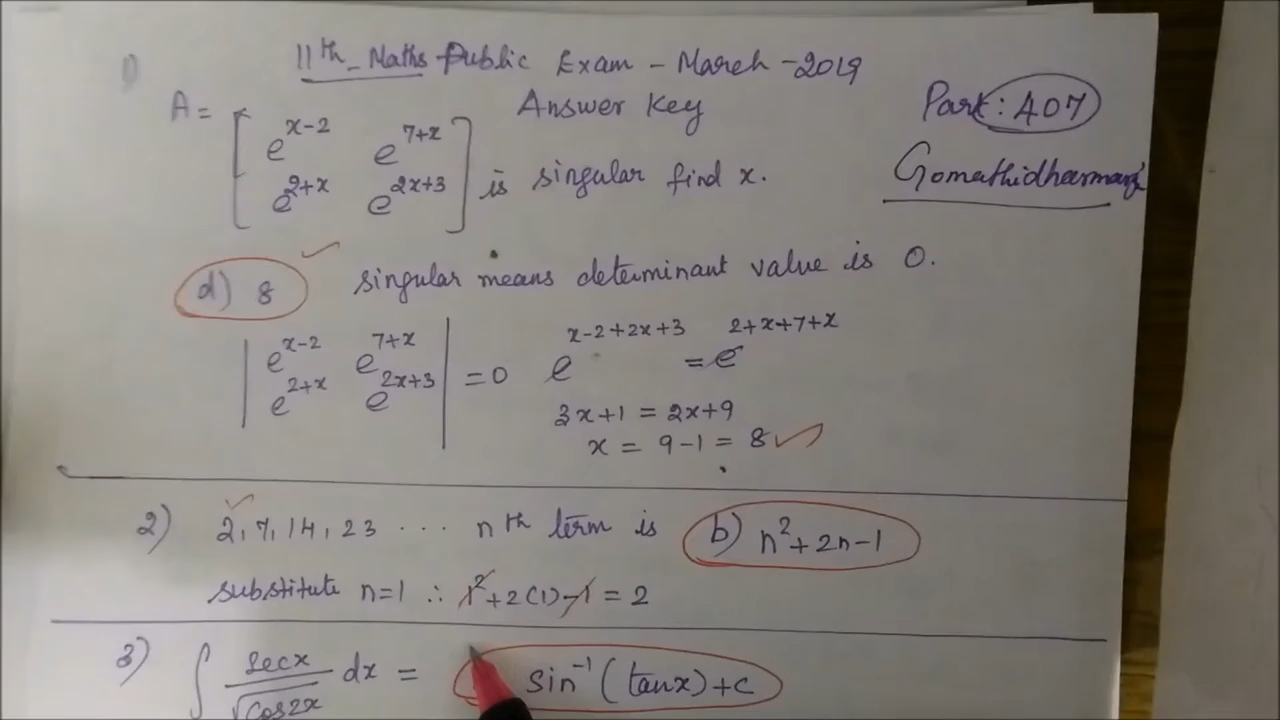 11th - Maths Public Exam - March - 2019
Answer Key
Part: 407
1)
A = [ e^{x-2} e^{7+x}
e^{2+x} e^{2x+3} ] is singular find x.
d) 8 singular means determinant value is 0.
| e^{x-2} e^{7+x}
e^{2+x} e^{2x+3} | = 0 e^{x-2+2x+3} = e^{2+x+7+x}
3x+1 = 2x+9
x = 9-1 = 8
2) 2, 7, 14, 23 ... nth term is b) n²+2n-1
substitute n=1 ∴ 1²+2(1)-1 = 2
3) ∫ secx/√cos2x dx = sin⁻¹(tanx)+c